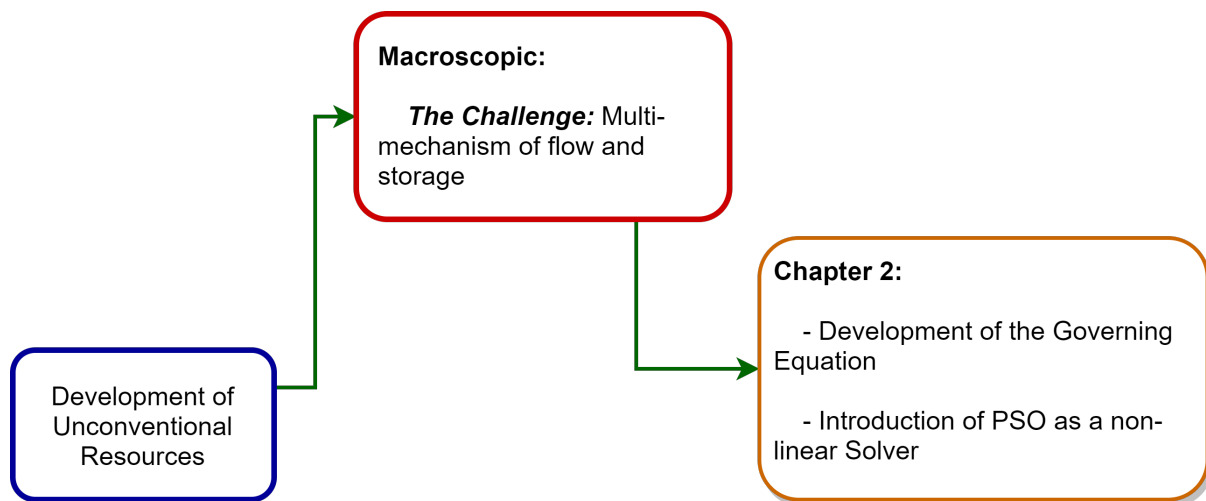 Macroscopic:
The Challenge: Multi-
mechanism of flow and
storage
Chapter 2:
- Development of the Governing
Equation
- Introduction of PSO as a non-
linear Solver
Development of
Unconventional
Resources